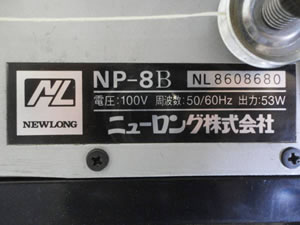 NP-8B NL8608680
電圧:100V 周波数:50/60Hz 出力:53W
NL
NEWLONG
ニューロング株式会社